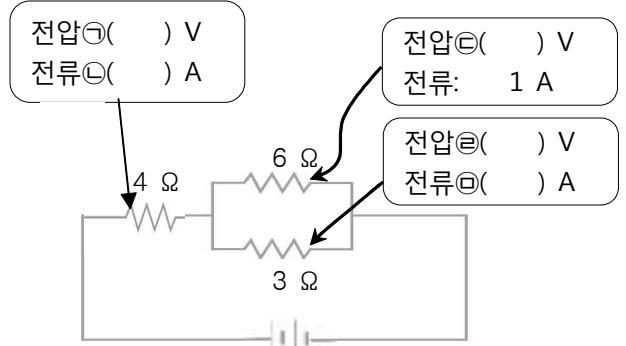 전압㉠(    ) V
전류㉡(    ) A
전압㉢(    ) V
전류:    1 A
전압㉣(    ) V
전류㉤(    ) A
6 Ω
4 Ω
3 Ω